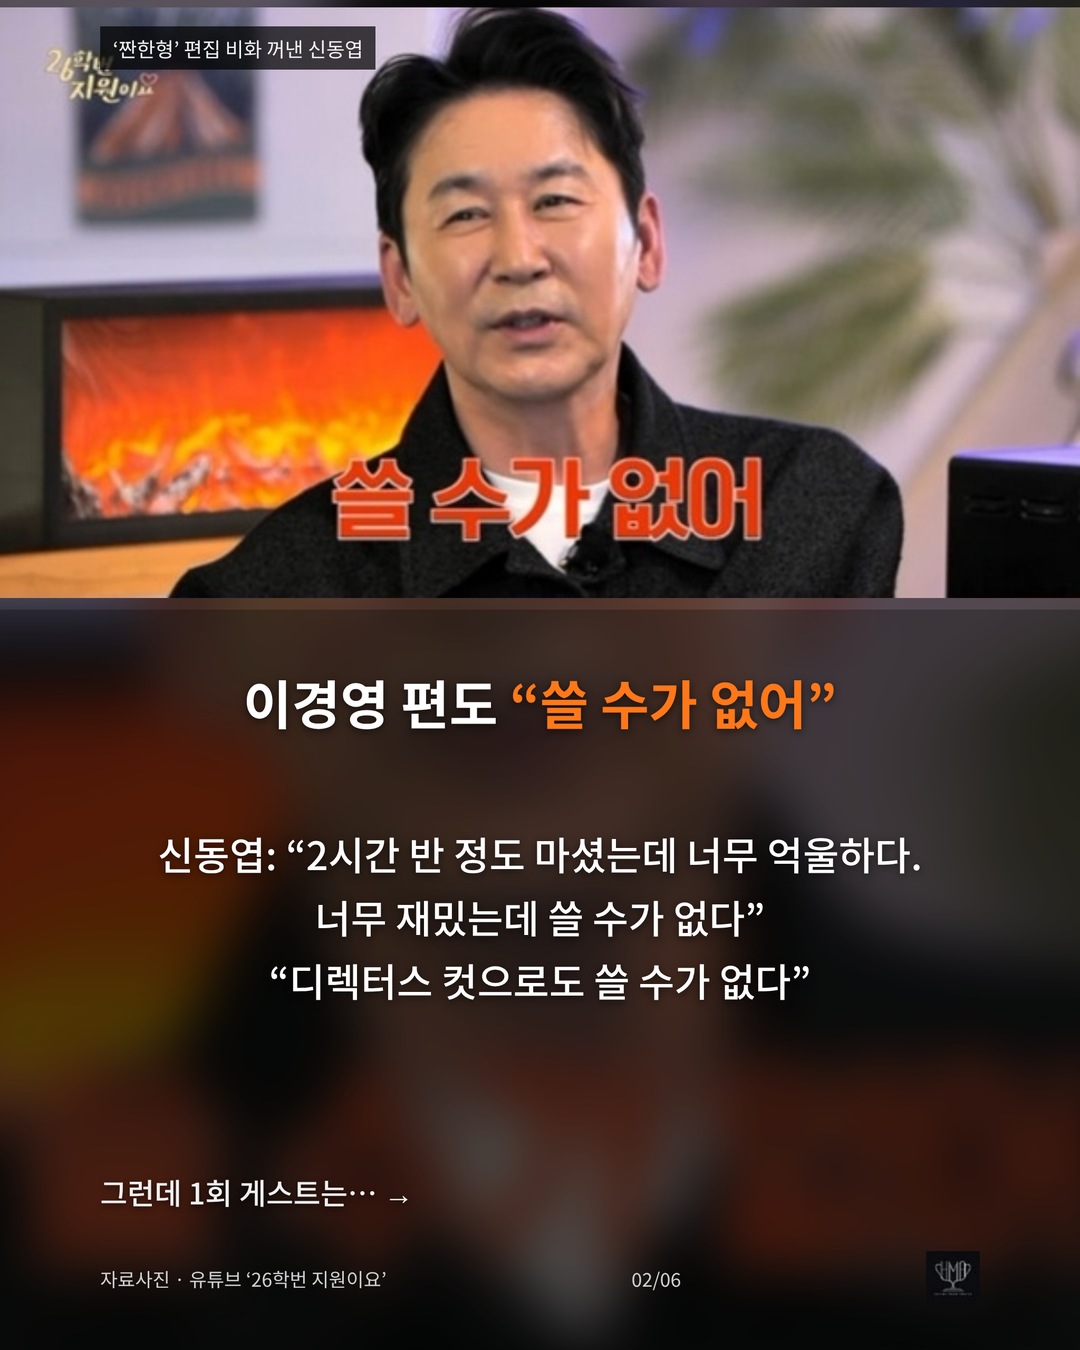 ‘짠한형’ 편집 비화 꺼낸 신동엽
26학번
지원이요
쓸 수가 없어
이경영 편도 “쓸 수가 없어”
신동엽: “2시간 반 정도 마셨는데 너무 억울하다.
너무 재밌는데 쓸 수가 없다”
“디렉터스 컷으로도 쓸 수가 없다”
그런데 1회 게스트는… →
자료사진 · 유튜브 ‘26학번 지원이요’
02/06